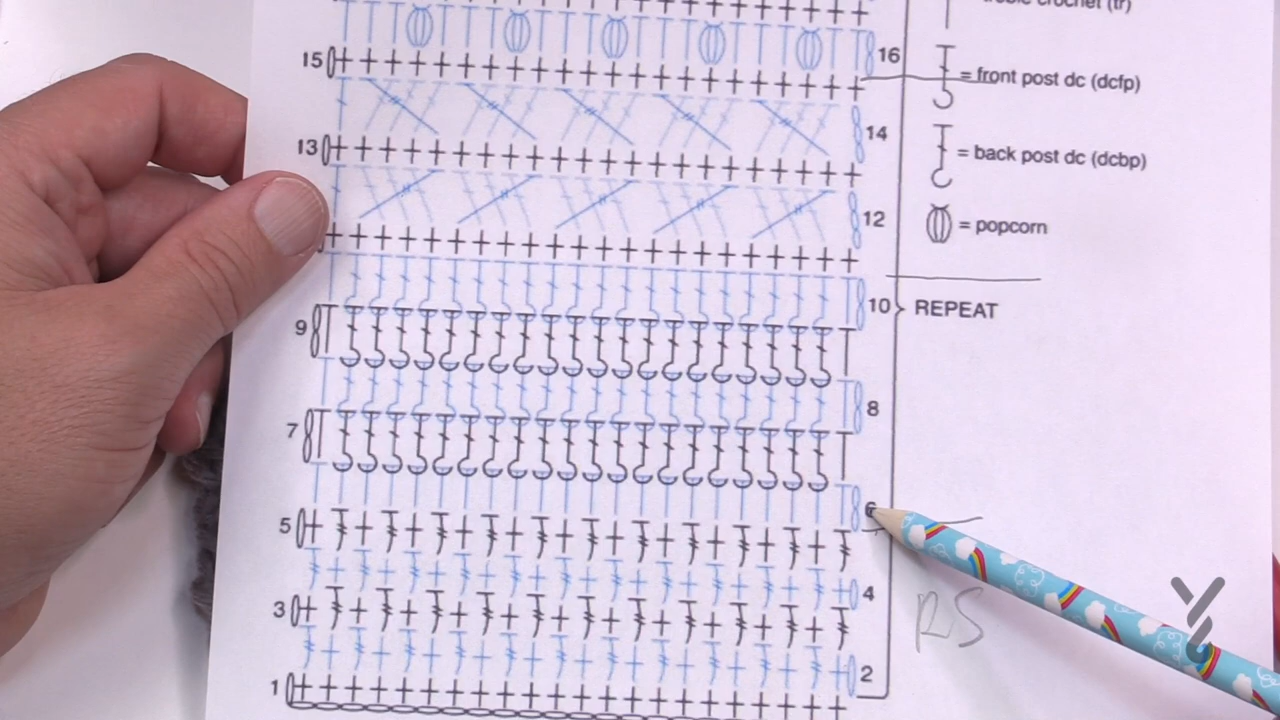 treble crochet (tr)
16
15
= front post dc (dcfp)
14
13
= back post dc (dcbp)
12
= popcorn
10
REPEAT
9
8
7
6
5
4
3
RS
2
1